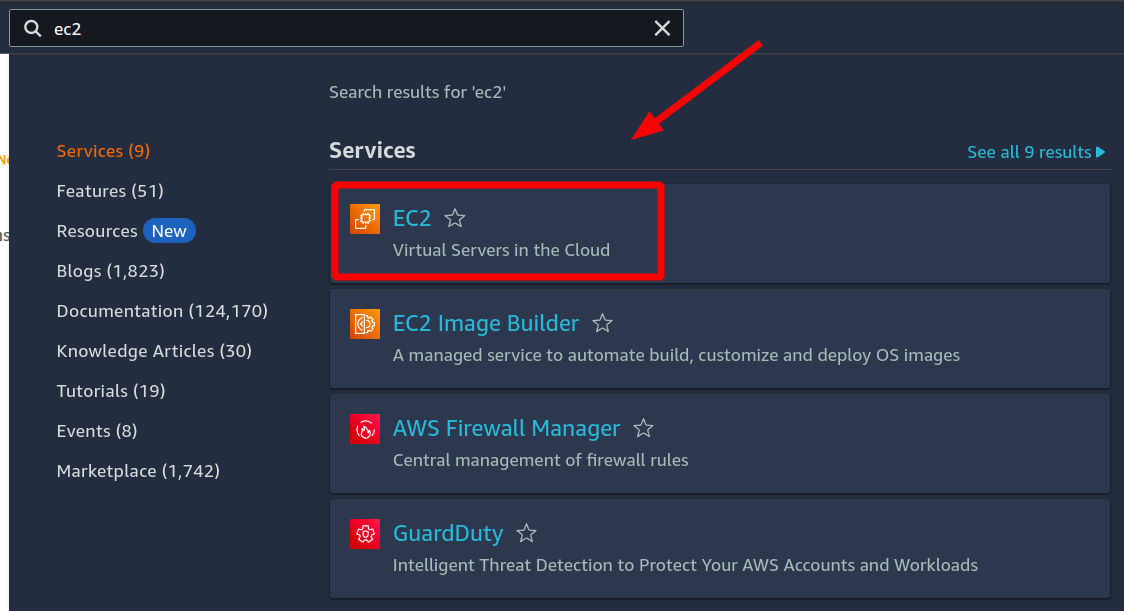 ec2
Search results for 'ec2'
Services (9)
Features (51)
Resources New
Blogs (1,823)
Documentation (124,170)
Knowledge Articles (30)
Tutorials (19)
Events (8)
Marketplace (1,742)
Services
See all 9 results
EC2
Virtual Servers in the Cloud
EC2 Image Builder
A managed service to automate build, customize and deploy OS images
AWS Firewall Manager
Central management of firewall rules
GuardDuty
Intelligent Threat Detection to Protect Your AWS Accounts and Workloads